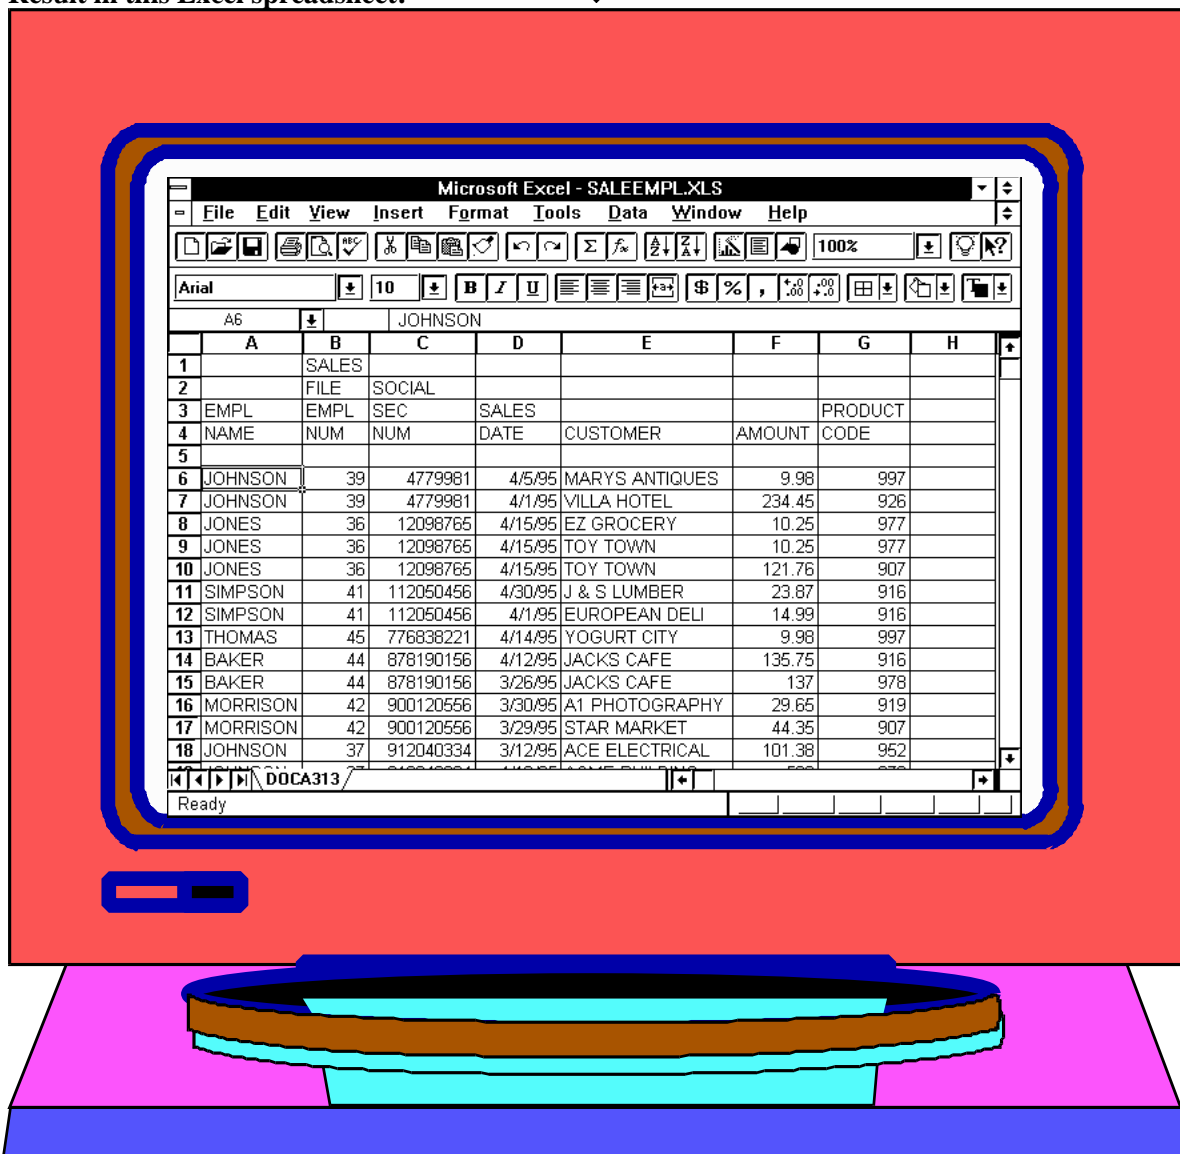 Result in this Excel spreadsheet:
Microsoft Excel - SALEEMPL.XLS
File Edit View Insert Format Tools Data Window Help
100%
Arial 10 B I U $ % ,
A6 JOHNSON
A B C D E F G H
1 SALES
2 FILE SOCIAL
3 EMPL EMPL SEC SALES PRODUCT
4 NAME NUM NUM DATE CUSTOMER AMOUNT CODE
5
6 JOHNSON 39 4779981 4/5/95 MARYS ANTIQUES 9.98 997
7 JOHNSON 39 4779981 4/1/95 VILLA HOTEL 234.45 926
8 JONES 36 12098765 4/15/95 EZ GROCERY 10.25 977
9 JONES 36 12098765 4/15/95 TOY TOWN 10.25 977
10 JONES 36 12098765 4/15/95 TOY TOWN 121.76 907
11 SIMPSON 41 112050456 4/30/95 J & S LUMBER 23.87 916
12 SIMPSON 41 112050456 4/1/95 EUROPEAN DELI 14.99 916
13 THOMAS 45 776838221 4/14/95 YOGURT CITY 9.98 997
14 BAKER 44 878190156 4/12/95 JACKS CAFE 135.75 916
15 BAKER 44 878190156 3/26/95 JACKS CAFE 137 978
16 MORRISON 42 900120556 3/30/95 A1 PHOTOGRAPHY 29.65 919
17 MORRISON 42 900120556 3/29/95 STAR MARKET 44.35 907
18 JOHNSON 37 912040334 3/12/95 ACE ELECTRICAL 101.38 952
DOCA313
Ready